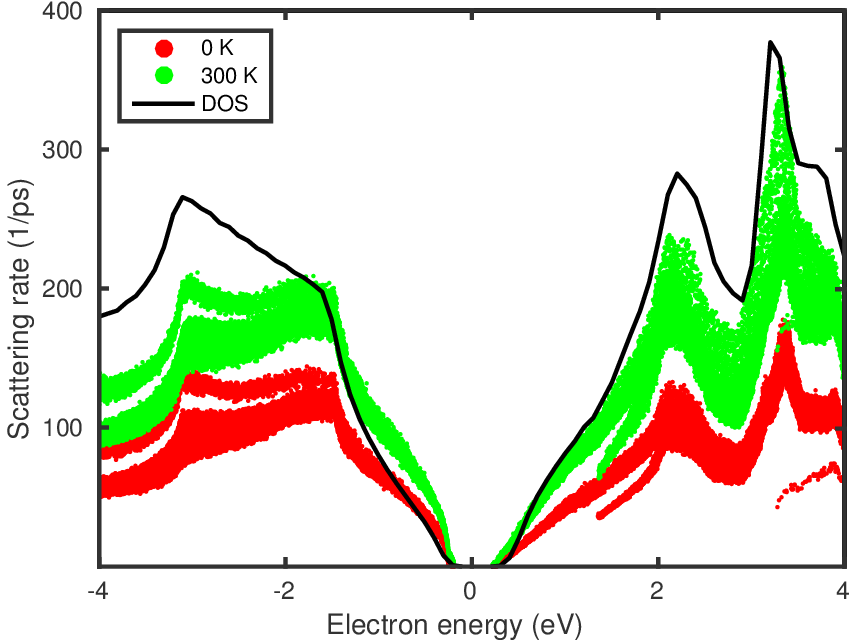 400
300
200
100
Scattering rate (1/ps)
0 K
300 K
DOS
-4
-2
0
2
4
Electron energy (eV)